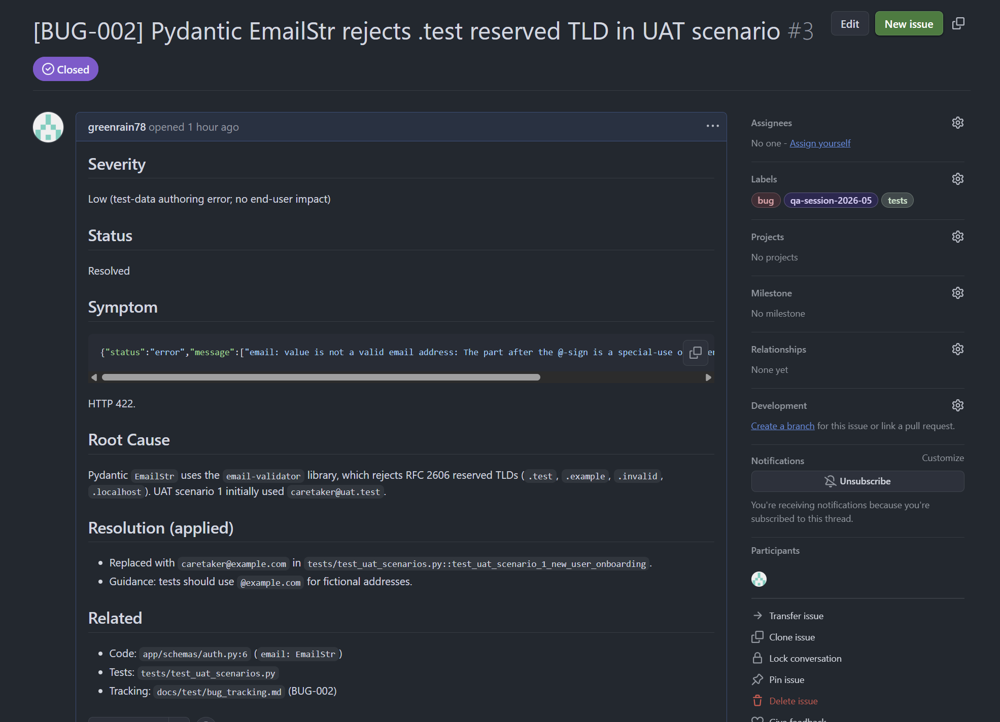 [BUG-002] Pydantic EmailStr rejects .test reserved TLD in UAT scenario #3
Edit
New issue
Closed
greenrain78 opened 1 hour ago
Severity
Low (test-data authoring error; no end-user impact)
Status
Resolved
Symptom
{"status":"error","message":["email: value is not a valid email address: The part after the @-sign is a special-use o
HTTP 422.
Root Cause
Pydantic EmailStr uses the email-validator library, which rejects RFC 2606 reserved TLDs ( .test , .example , .invalid ,
.localhost ). UAT scenario 1 initially used caretaker@uat.test .
Resolution (applied)
• Replaced with caretaker@example.com in tests/test_uat_scenarios.py::test_uat_scenario_1_new_user_onboarding .
• Guidance: tests should use @example.com for fictional addresses.
Related
• Code: app/schemas/auth.py:6 ( email: EmailStr )
• Tests: tests/test_uat_scenarios.py
• Tracking: docs/test/bug_tracking.md (BUG-002)
Assignees
No one - Assign yourself
Labels
bug qa-session-2026-05 tests
Projects
No projects
Milestone
No milestone
Relationships
None yet
Development
Create a branch for this issue or link a pull request.
Notifications
Customize
Unsubscribe
You're receiving notifications because you're
subscribed to this thread.
Participants
Transfer issue
Clone issue
Lock conversation
Pin issue
Delete issue
Give feedback